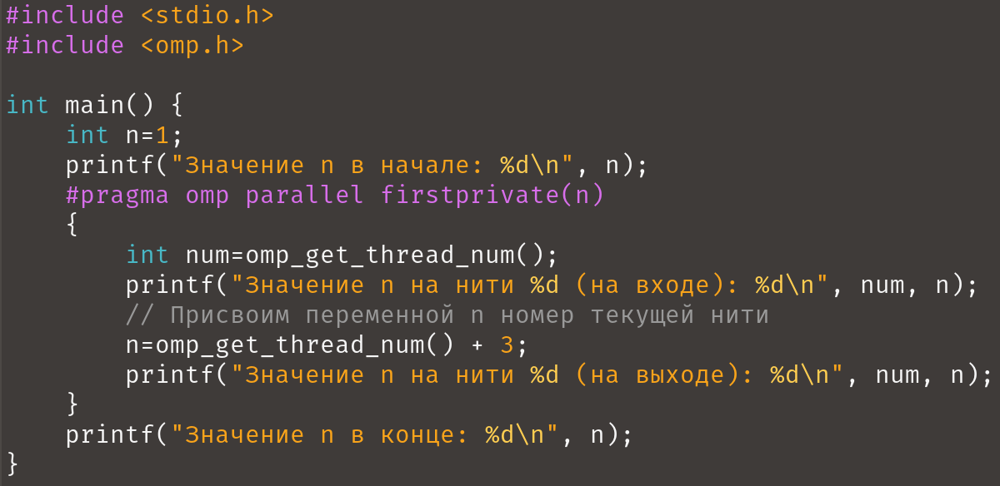 #include <stdio.h>
#include <omp.h>

int main() {
    int n=1;
    printf("Значение n в начале: %d\n", n);
    #pragma omp parallel firstprivate(n)
    {
        int num=omp_get_thread_num();
        printf("Значение n на нити %d (на входе): %d\n", num, n);
        // Присвоим переменной n номер текущей нити
        n=omp_get_thread_num() + 3;
        printf("Значение n на нити %d (на выходе): %d\n", num, n);
    }
    printf("Значение n в конце: %d\n", n);
}